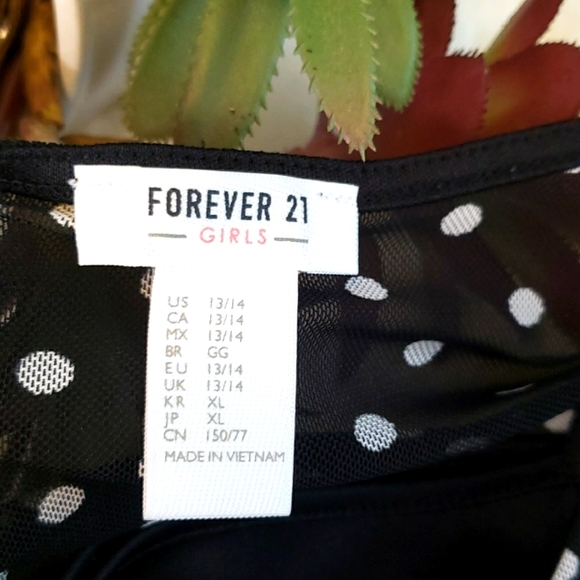 FOREVER 21
GIRLS
US 13/14
CA 13/14
MX 13/14
BR GG
EU 13/14
UK 13/14
KR XL
JP XL
CN 150/77
MADE IN VIETNAM